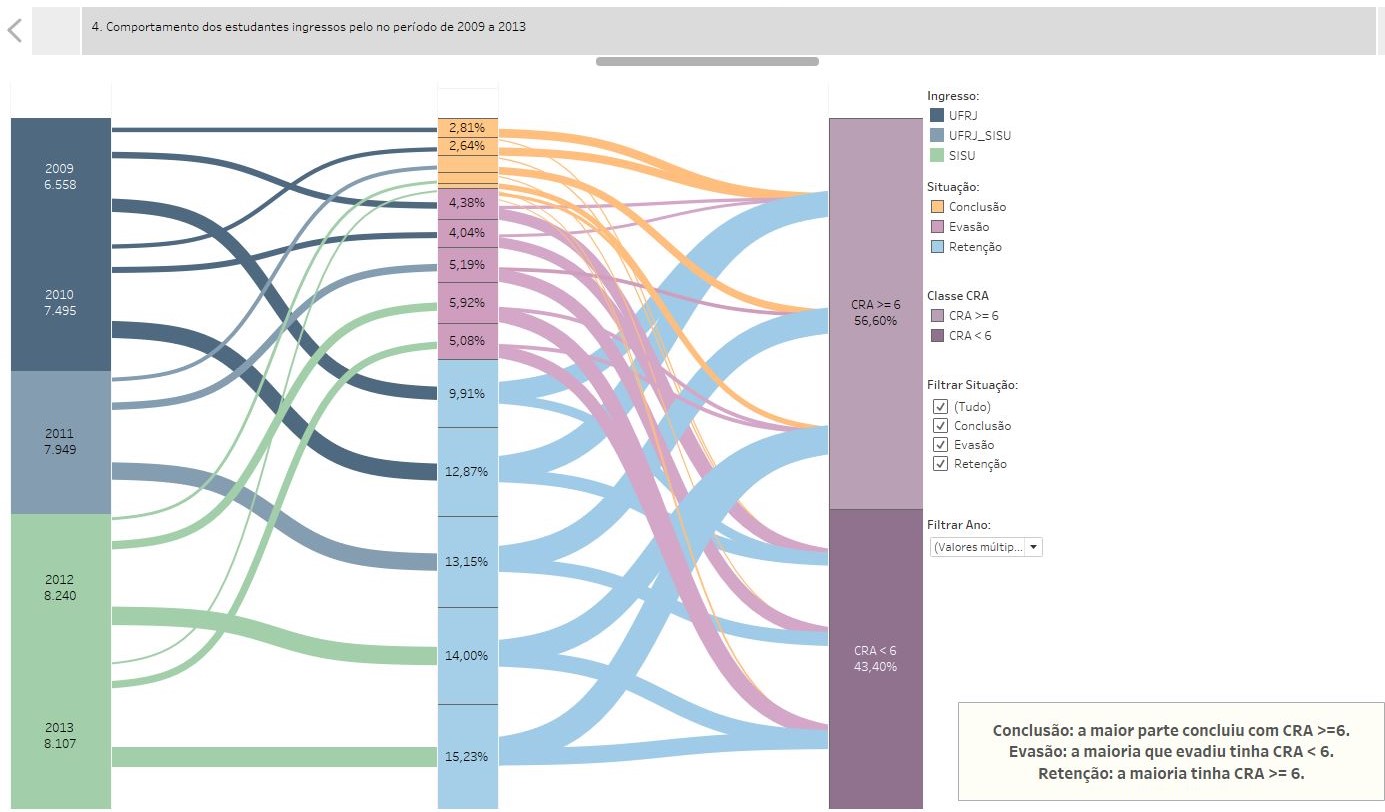 4. Comportamento dos estudantes ingressos pelo no período de 2009 a 2013
2009
6.558
2010
7.495
2011
7.949
2012
8.240
2013
8.107
2,81%
2,64%
4,38%
4,04%
5,19%
5,92%
5,08%
9,91%
12,87%
13,15%
14,00%
15,23%
CRA >= 6
56,60%
CRA < 6
43,40%
Ingresso:
UFRJ
UFRJ_SISU
SISU
Situação:
Conclusão
Evasão
Retenção
Classe CRA
CRA >= 6
CRA < 6
Filtrar Situação:
(Tudo)
Conclusão
Evasão
Retenção
Filtrar Ano:
(Valores múltip...
Conclusão: a maior parte concluiu com CRA >=6.
Evasão: a maioria que evadiu tinha CRA < 6.
Retenção: a maioria tinha CRA >= 6.